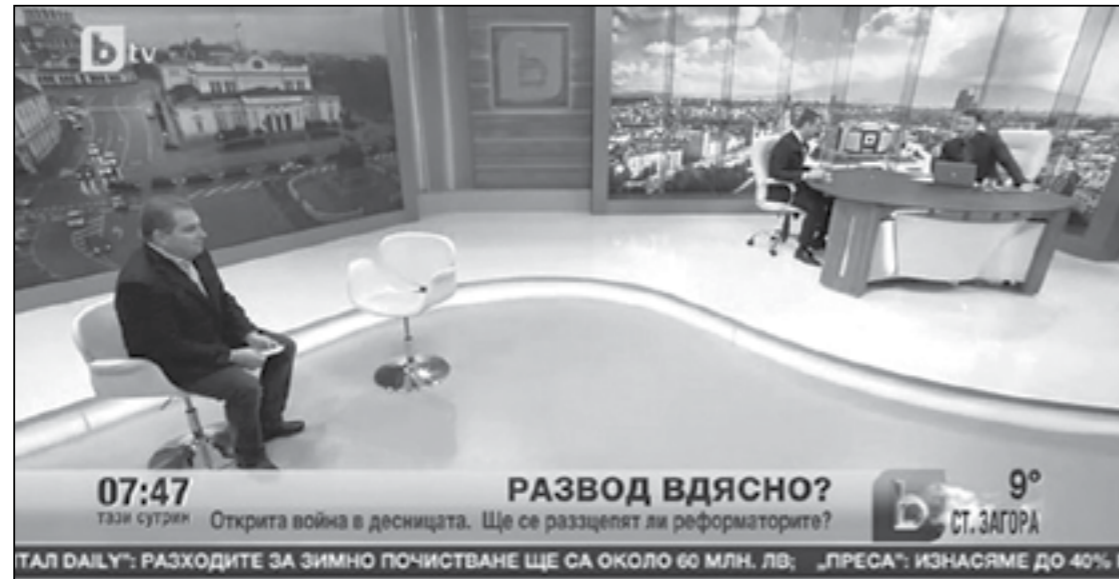 btv
07:47
тази сутрин
РАЗВОД ВДЯСНО?
Открита война в десницата. Ще се разцепят ли реформаторите?
b
9°
СТ. ЗАГОРА
ТАЛ DAILY": РАЗХОДИТЕ ЗА ЗИМНО ПОЧИСТВАНЕ ЩЕ СА ОКОЛО 60 МЛН. ЛВ; „ПРЕСА": ИЗНАСЯМЕ ДО 40%